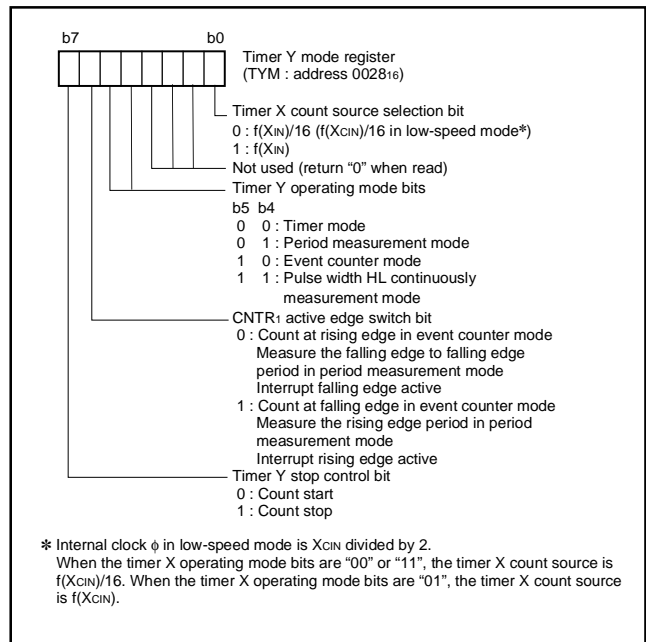 b7 b0
Timer Y mode register
(TYM : address 002816)
Timer X count source selection bit
0 : f(XIN)/16 (f(XCIN)/16 in low-speed mode*)
1 : f(XIN)
Not used (return “0” when read)
Timer Y operating mode bits
b5 b4
0 0 : Timer mode
0 1 : Period measurement mode
1 0 : Event counter mode
1 1 : Pulse width HL continuously
measurement mode
CNTR1 active edge switch bit
0 : Count at rising edge in event counter mode
Measure the falling edge to falling edge
period in period measurement mode
Interrupt falling edge active
1 : Count at falling edge in event counter mode
Measure the rising edge period in period
measurement mode
Interrupt rising edge active
Timer Y stop control bit
0 : Count start
1 : Count stop
* Internal clock φ in low-speed mode is XCIN divided by 2.
When the timer X operating mode bits are “00” or “11”, the timer X count source is
f(XCIN)/16. When the timer X operating mode bits are “01”, the timer X count source
is f(XCIN).